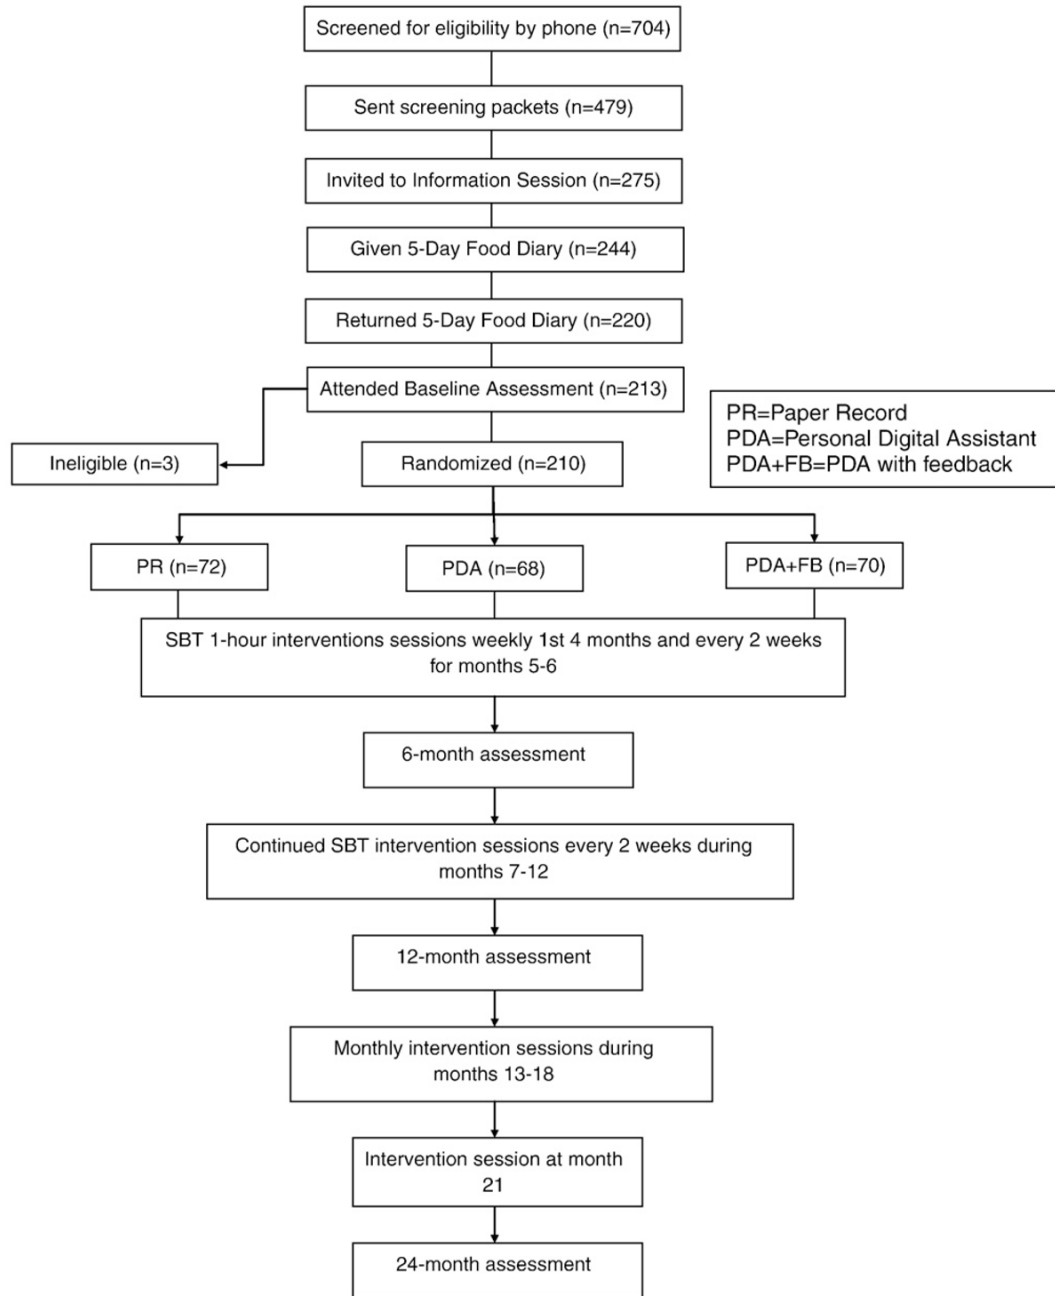 Screened for eligibility by phone (n=704)
Sent screening packets (n=479)
Invited to Information Session (n=275)
Given 5-Day Food Diary (n=244)
Returned 5-Day Food Diary (n=220)
Attended Baseline Assessment (n=213)
PR=Paper Record
PDA=Personal Digital Assistant
PDA+FB=PDA with feedback
Ineligible (n=3)
Randomized (n=210)
PR (n=72)
PDA (n=68)
PDA+FB (n=70)
SBT 1-hour interventions sessions weekly 1st 4 months and every 2 weeks
for months 5-6
6-month assessment
Continued SBT intervention sessions every 2 weeks during
months 7-12
12-month assessment
Monthly intervention sessions during
months 13-18
Intervention session at month
21
24-month assessment